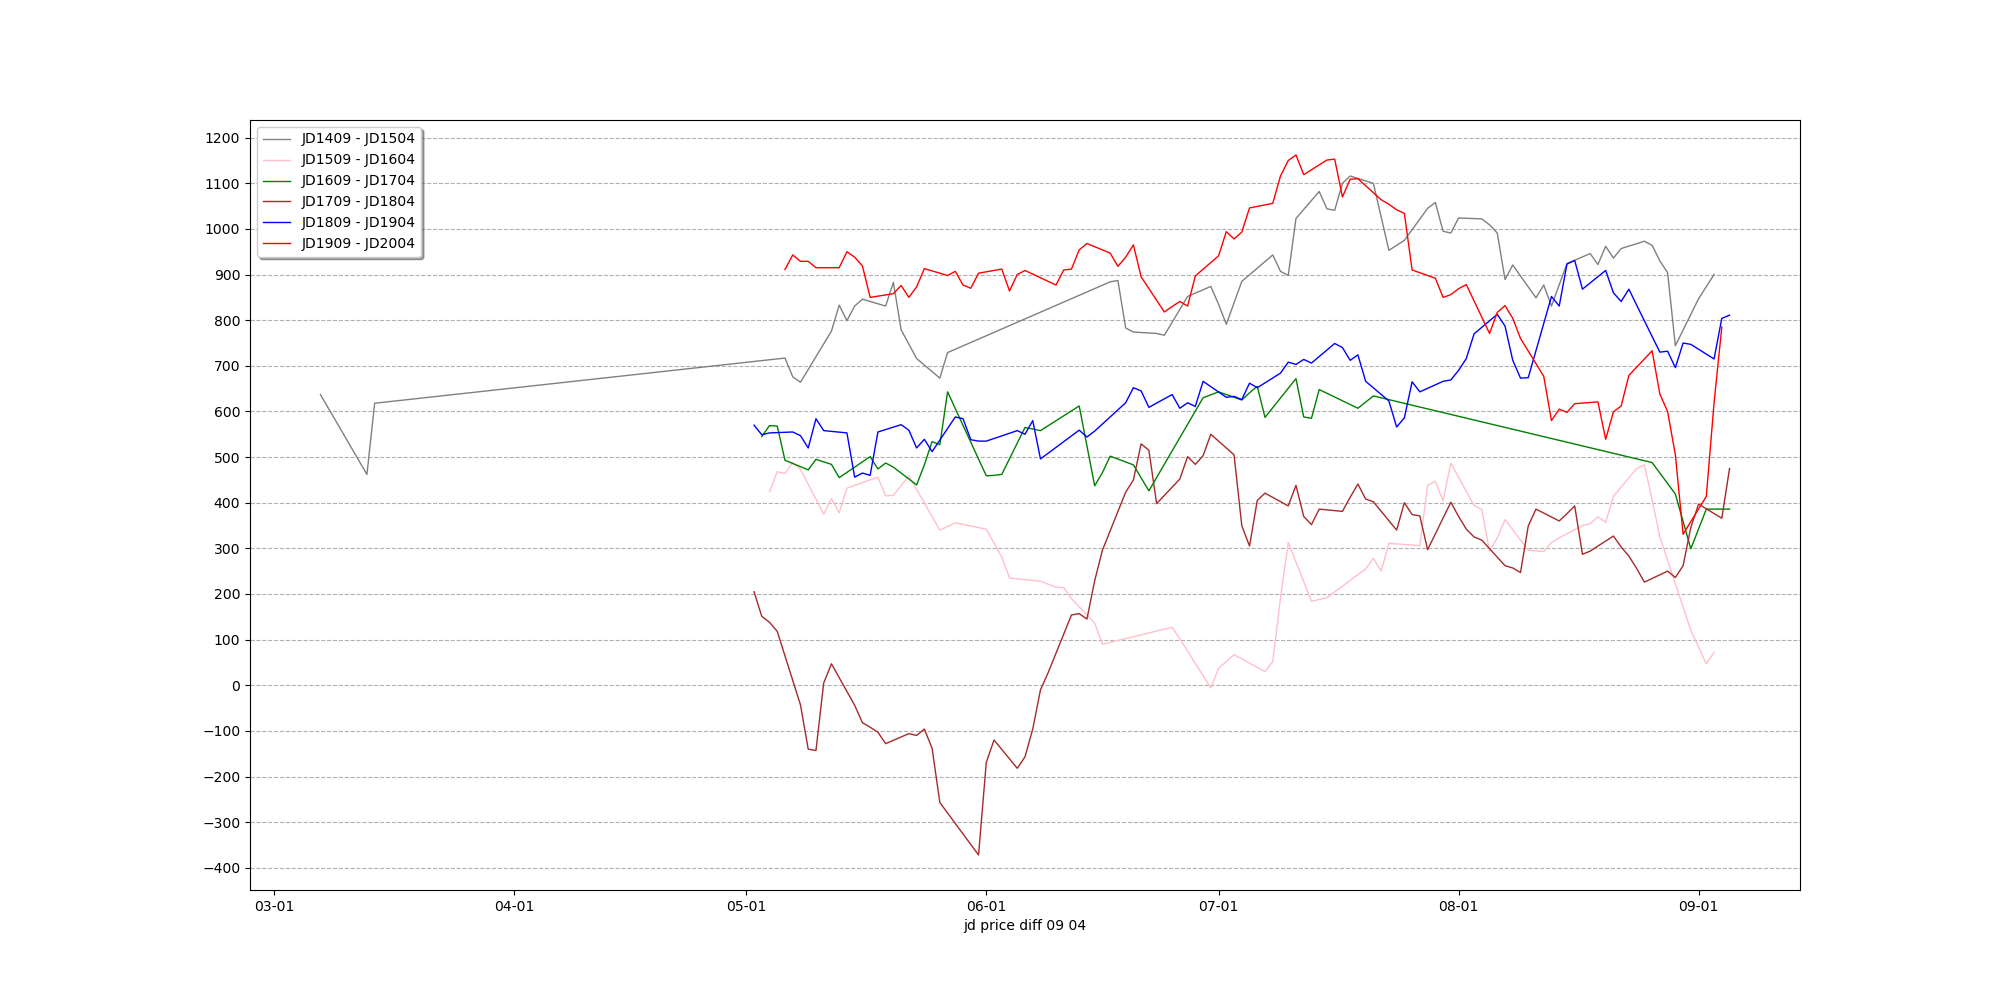 1200
1100
1000
900
800
700
600
500
400
300
200
100
0
−100
−200
−300
−400
JD1409 - JD1504
JD1509 - JD1604
JD1609 - JD1704
JD1709 - JD1804
JD1809 - JD1904
JD1909 - JD2004
03-01 04-01 05-01 06-01 07-01 08-01 09-01
jd price diff 09 04